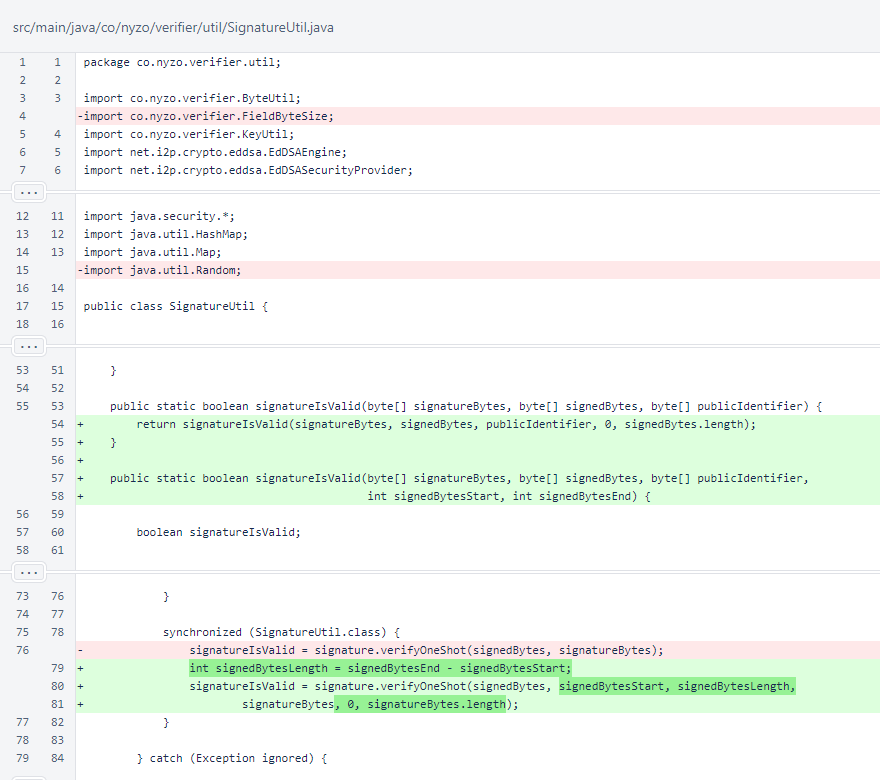 src/main/java/co/nyzo/verifier/util/SignatureUtil.java
1 1 package co.nyzo.verifier.util;
2 2
3 3 import co.nyzo.verifier.ByteUtil;
4 -import co.nyzo.verifier.FieldByteSize;
5 4 import co.nyzo.verifier.KeyUtil;
6 5 import net.i2p.crypto.eddsa.EdDSAEngine;
7 6 import net.i2p.crypto.eddsa.EdDSASecurityProvider;
...
12 11 import java.security.*;
13 12 import java.util.HashMap;
14 13 import java.util.Map;
15 -import java.util.Random;
16 14
17 15 public class SignatureUtil {
18 16
...
53 51 }
54 52
55 53 public static boolean signatureIsValid(byte[] signatureBytes, byte[] signedBytes, byte[] publicIdentifier) {
54 + return signatureIsValid(signatureBytes, signedBytes, publicIdentifier, 0, signedBytes.length);
55 + }
56 +
57 + public static boolean signatureIsValid(byte[] signatureBytes, byte[] signedBytes, byte[] publicIdentifier,
58 + int signedBytesStart, int signedBytesEnd) {
56 59
57 60 boolean signatureIsValid;
58 61
...
73 76 }
74 77
75 78 synchronized (SignatureUtil.class) {
76 - signatureIsValid = signature.verifyOneShot(signedBytes, signatureBytes);
79 + int signedBytesLength = signedBytesEnd - signedBytesStart;
80 + signatureIsValid = signature.verifyOneShot(signedBytes, signedBytesStart, signedBytesLength,
81 + signatureBytes, 0, signatureBytes.length);
77 82 }
78 83
79 84 } catch (Exception ignored) {